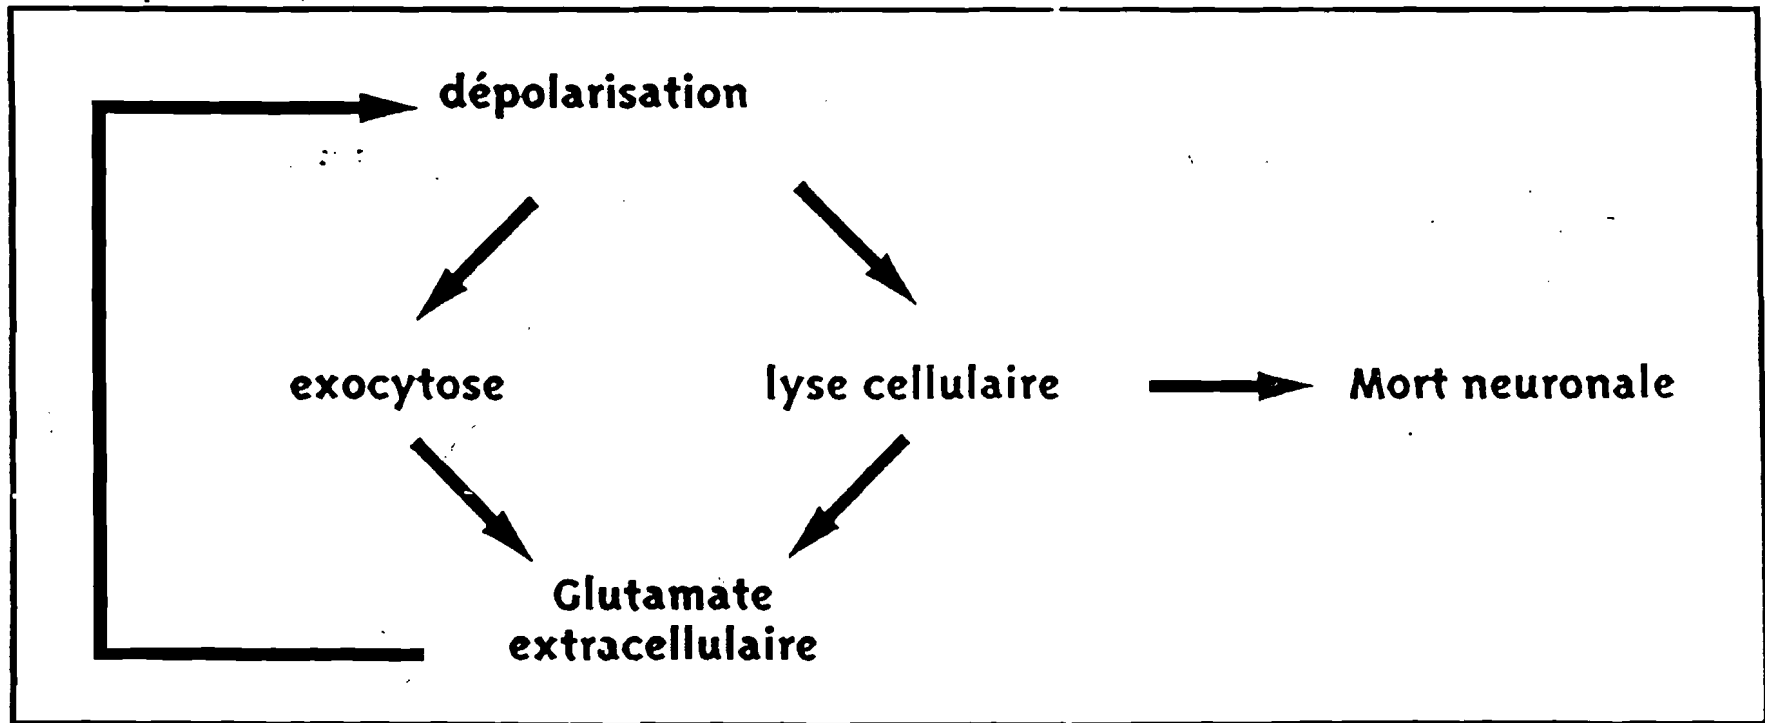 dépolarisation
exocytose
lyse cellulaire
Mort neuronale
Glutamate
extracellulaire